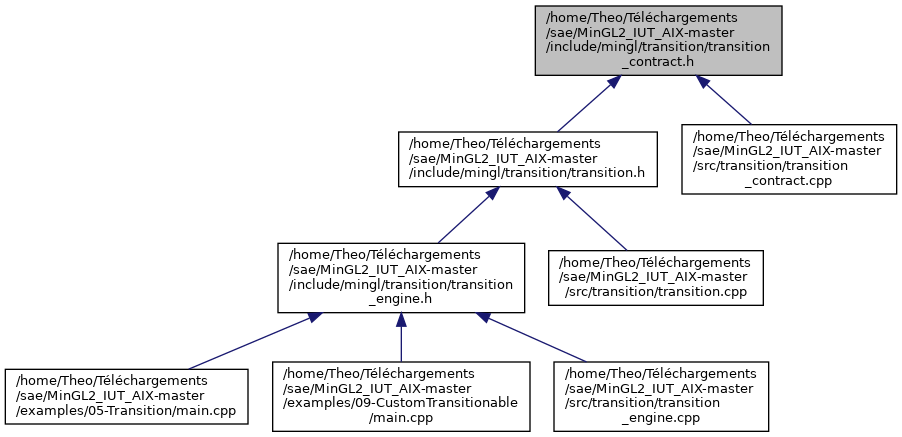 /home/Theo/Téléchargements
/sae/MinGL2_IUT_AIX-master
/include/mingl/transition/transition
_contract.h
/home/Theo/Téléchargements
/sae/MinGL2_IUT_AIX-master
/include/mingl/transition/transition.h
/home/Theo/Téléchargements
/sae/MinGL2_IUT_AIX-master
/src/transition/transition
_contract.cpp
/home/Theo/Téléchargements
/sae/MinGL2_IUT_AIX-master
/include/mingl/transition/transition
_engine.h
/home/Theo/Téléchargements
/sae/MinGL2_IUT_AIX-master
/src/transition/transition.cpp
/home/Theo/Téléchargements
/sae/MinGL2_IUT_AIX-master
/examples/05-Transition/main.cpp
/home/Theo/Téléchargements
/sae/MinGL2_IUT_AIX-master
/examples/09-CustomTransitionable
/main.cpp
/home/Theo/Téléchargements
/sae/MinGL2_IUT_AIX-master
/src/transition/transition
_engine.cpp